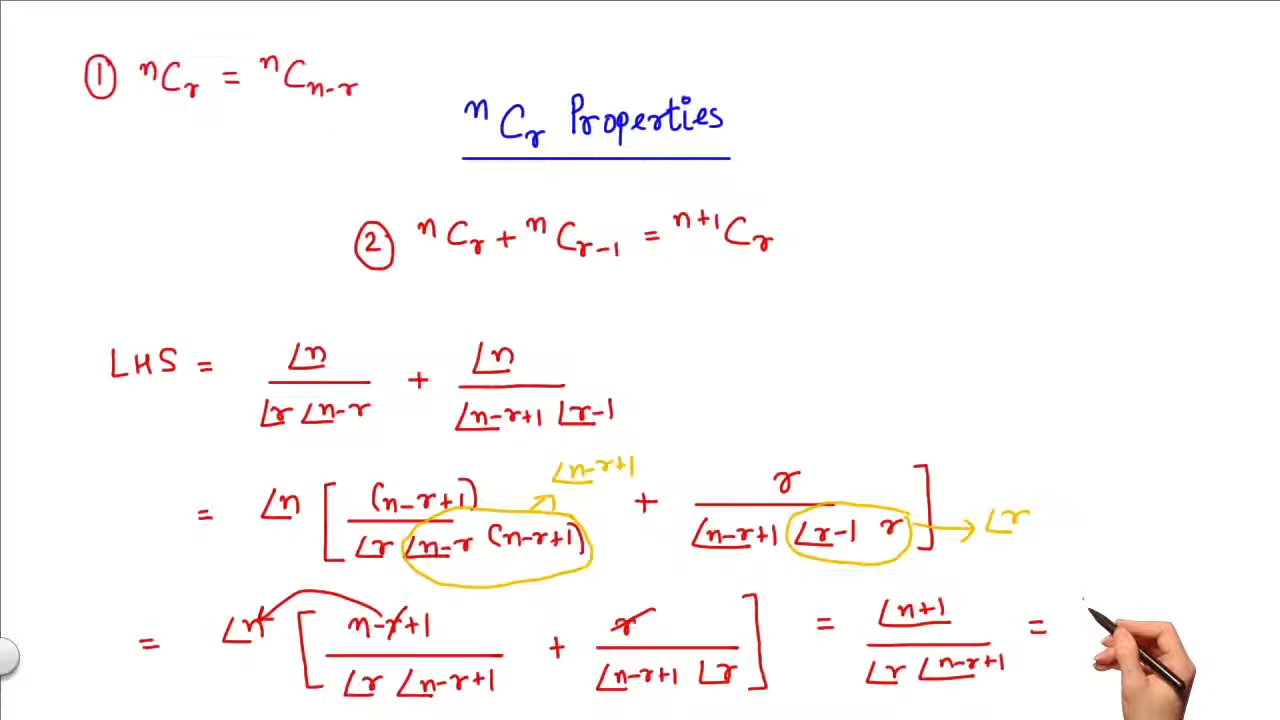 ① ⁿCᵣ = ⁿCₙ₋ᵣ
ⁿCᵣ Properties
② ⁿCᵣ + ⁿCᵣ₋₁ = ⁿ⁺¹Cᵣ
LHS = ∠n / (∠r ∠n-r) + ∠n / (∠n-r+1 ∠r-1)
∠n-r+1
= ∠n [ (n-r+1) / (∠r ∠n-r (n-r+1)) + r / (∠n-r+1 ∠r-1 r) ] → ∠r
= ∠n [ n-r+1 / (∠r ∠n-r+1) + r / (∠n-r+1 ∠r) ] = ∠n+1 / (∠r ∠n-r+1) =